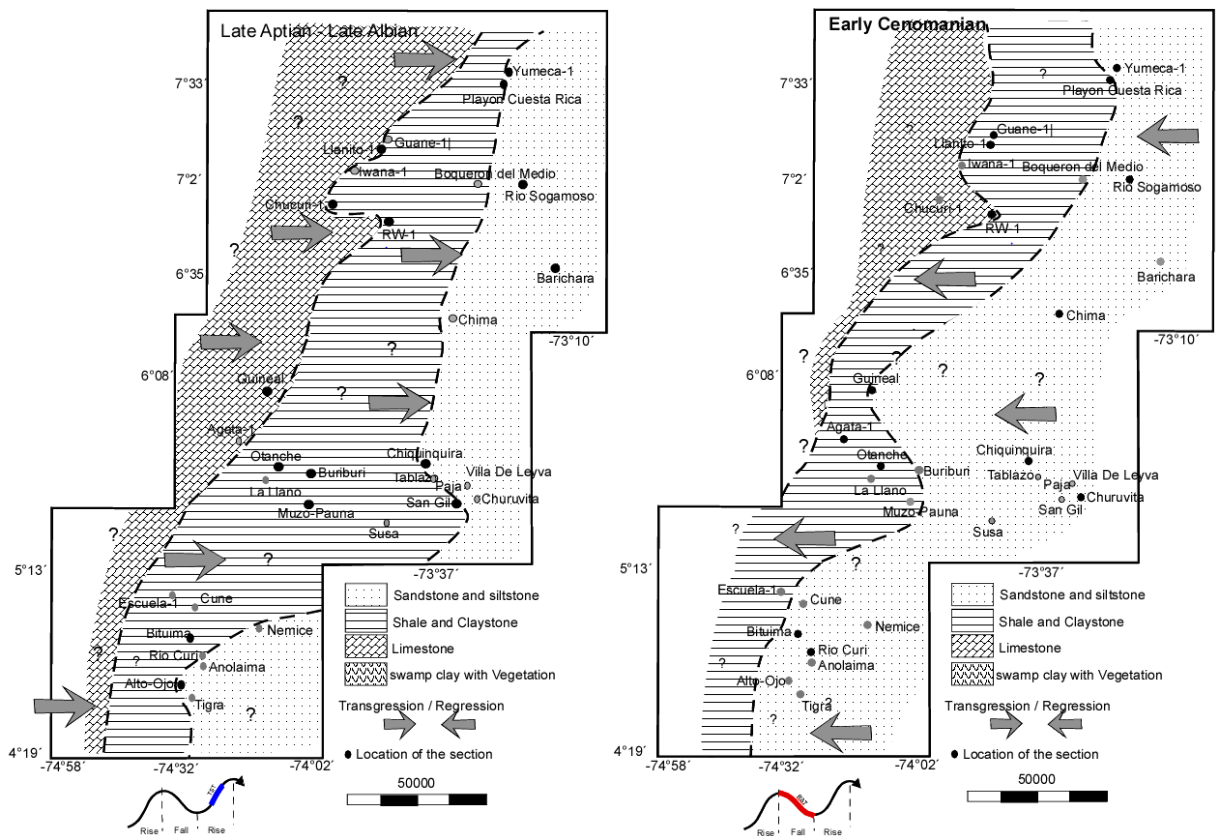 Late Aptian - Late Albian
7°33´
Yumeca-1
Playon Cuesta Rica
?
?
Guane-1|
Llanito-1
Iwana-1
Boqueron del Medio
7°2´
Rio Sogamoso
Chucuri-1
RW-1
?
6°35´
Barichara
Chima
?
-73°10´
6°08´
Guineal
?
Agata-1
Otanche
Chiquinquira
Buriburi
Tablazo
Villa De Leyva
La Llano
Paja
Churuvita
San Gil
Muzo-Pauna
Susa
?
?
5°13´
-73°37´
Escuela-1
Cune
Sandstone and siltstone
Nemice
Shale and Claystone
Bituima
?
?
Rio Curi
Limestone
Anolaima
Alto-Ojo
swamp clay with Vegetation
Tigra
?
Transgression / Regression
4°19´
Location of the section
-74°58´
-74°32´
-74°02´
50000
TST
Rise
Fall
Rise
Early Cenomanian
7°33´
?
Yumeca-1
Playon Cuesta Rica
?
Guane-1|
Llanito-1
Iwana-1
Boqueron del Medio
7°2´
Rio Sogamoso
Chucuri-1
RW-1
?
6°35´
Barichara
Chima
-73°10´
?
?
?
6°08´
?
Guineal
Agata-1
?
Chiquinquira
Otanche
Buriburi
Tablazo
Villa De Leyva
La Llano
Paja
Churuvita
San Gil
Muzo-Pauna
Susa
?
?
5°13´
-73°37´
Escuela-1
Cune
Sandstone and siltstone
Nemice
Shale and Claystone
Bituima
Rio Curi
Limestone
?
Anolaima
Alto-Ojo
swamp clay with Vegetation
Tigra
?
?
Transgression / Regression
4°19´
Location of the section
-74°58´
-74°32´
-74°02´
50000
RST
Rise
Fall
Rise